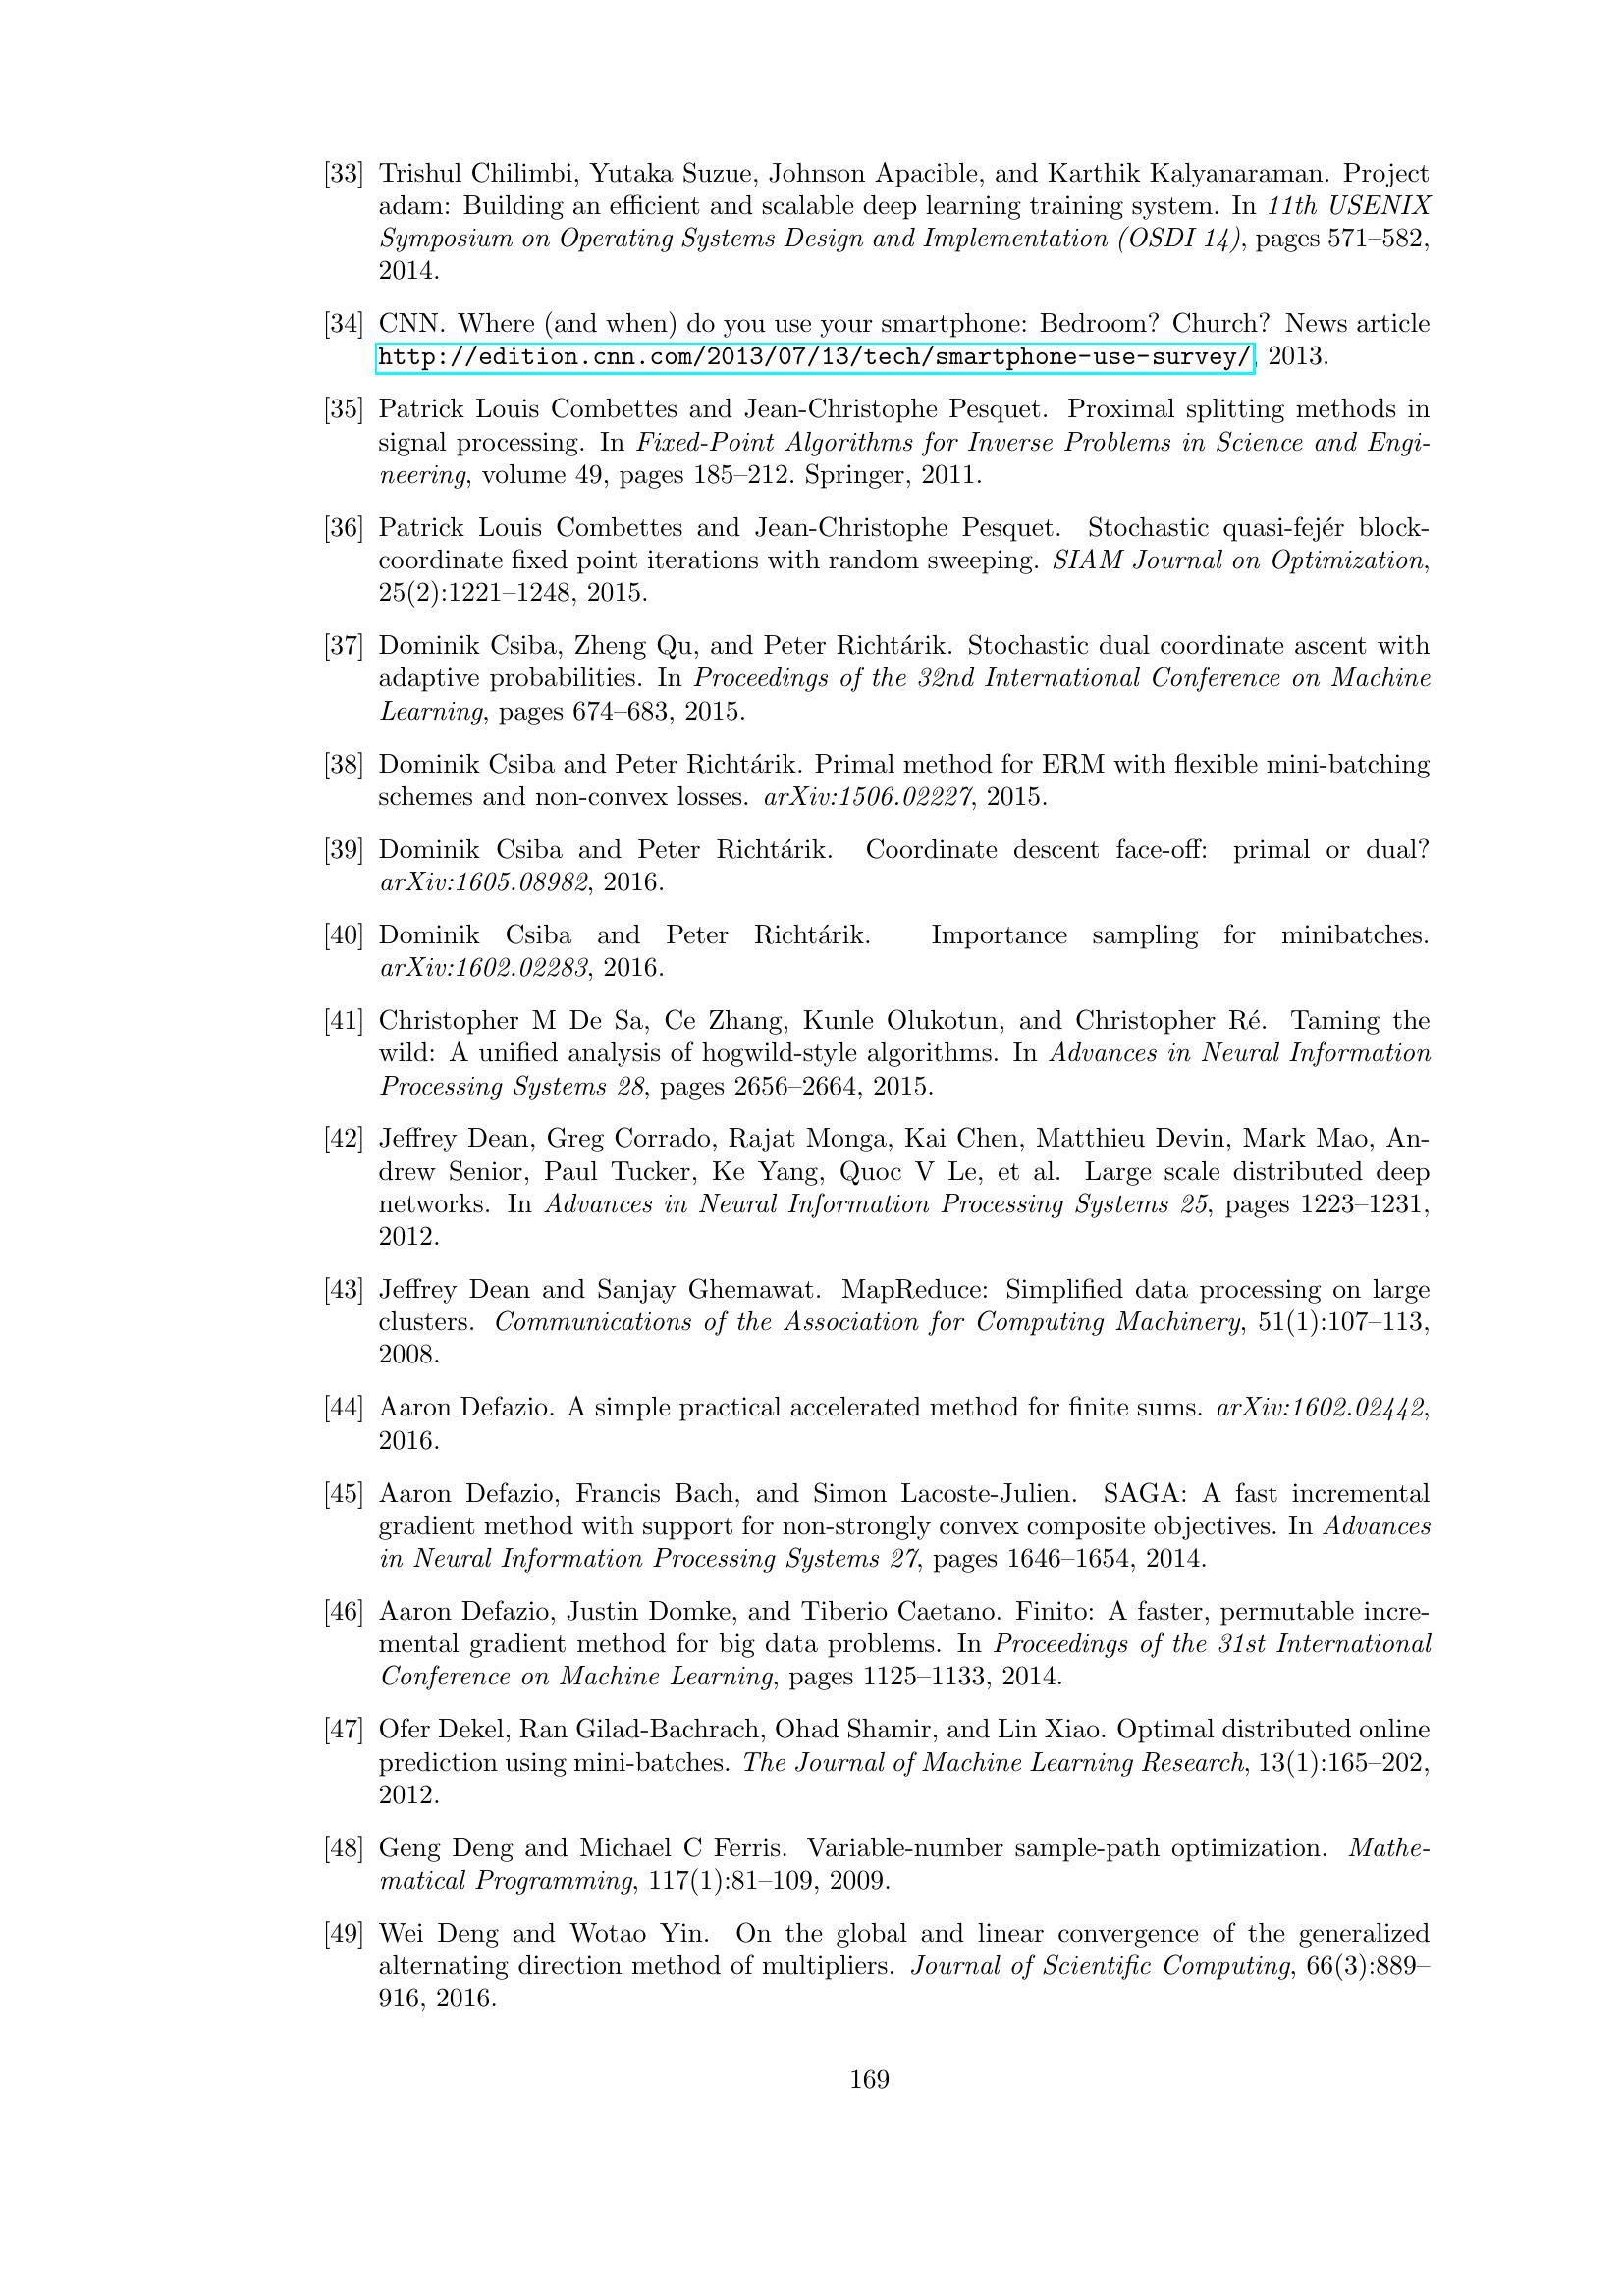 [33] Trishul Chilimbi, Yutaka Suzue, Johnson Apacible, and Karthik Kalyanaraman. Project
adam: Building an efficient and scalable deep learning training system. In 11th USENIX
Symposium on Operating Systems Design and Implementation (OSDI 14), pages 571–582,
2014.
[34] CNN. Where (and when) do you use your smartphone: Bedroom? Church? News article
http://edition.cnn.com/2013/07/13/tech/smartphone-use-survey/, 2013.
[35] Patrick Louis Combettes and Jean-Christophe Pesquet. Proximal splitting methods in
signal processing. In Fixed-Point Algorithms for Inverse Problems in Science and Engi-
neering, volume 49, pages 185–212. Springer, 2011.
[36] Patrick Louis Combettes and Jean-Christophe Pesquet. Stochastic quasi-fejér block-
coordinate fixed point iterations with random sweeping. SIAM Journal on Optimization,
25(2):1221–1248, 2015.
[37] Dominik Csiba, Zheng Qu, and Peter Richtárik. Stochastic dual coordinate ascent with
adaptive probabilities. In Proceedings of the 32nd International Conference on Machine
Learning, pages 674–683, 2015.
[38] Dominik Csiba and Peter Richtárik. Primal method for ERM with flexible mini-batching
schemes and non-convex losses. arXiv:1506.02227, 2015.
[39] Dominik Csiba and Peter Richtárik. Coordinate descent face-off: primal or dual?
arXiv:1605.08982, 2016.
[40] Dominik Csiba and Peter Richtárik. Importance sampling for minibatches.
arXiv:1602.02283, 2016.
[41] Christopher M De Sa, Ce Zhang, Kunle Olukotun, and Christopher Ré. Taming the
wild: A unified analysis of hogwild-style algorithms. In Advances in Neural Information
Processing Systems 28, pages 2656–2664, 2015.
[42] Jeffrey Dean, Greg Corrado, Rajat Monga, Kai Chen, Matthieu Devin, Mark Mao, An-
drew Senior, Paul Tucker, Ke Yang, Quoc V Le, et al. Large scale distributed deep
networks. In Advances in Neural Information Processing Systems 25, pages 1223–1231,
2012.
[43] Jeffrey Dean and Sanjay Ghemawat. MapReduce: Simplified data processing on large
clusters. Communications of the Association for Computing Machinery, 51(1):107–113,
2008.
[44] Aaron Defazio. A simple practical accelerated method for finite sums. arXiv:1602.02442,
2016.
[45] Aaron Defazio, Francis Bach, and Simon Lacoste-Julien. SAGA: A fast incremental
gradient method with support for non-strongly convex composite objectives. In Advances
in Neural Information Processing Systems 27, pages 1646–1654, 2014.
[46] Aaron Defazio, Justin Domke, and Tiberio Caetano. Finito: A faster, permutable incre-
mental gradient method for big data problems. In Proceedings of the 31st International
Conference on Machine Learning, pages 1125–1133, 2014.
[47] Ofer Dekel, Ran Gilad-Bachrach, Ohad Shamir, and Lin Xiao. Optimal distributed online
prediction using mini-batches. The Journal of Machine Learning Research, 13(1):165–202,
2012.
[48] Geng Deng and Michael C Ferris. Variable-number sample-path optimization. Mathe-
matical Programming, 117(1):81–109, 2009.
[49] Wei Deng and Wotao Yin. On the global and linear convergence of the generalized
alternating direction method of multipliers. Journal of Scientific Computing, 66(3):889–
916, 2016.
169